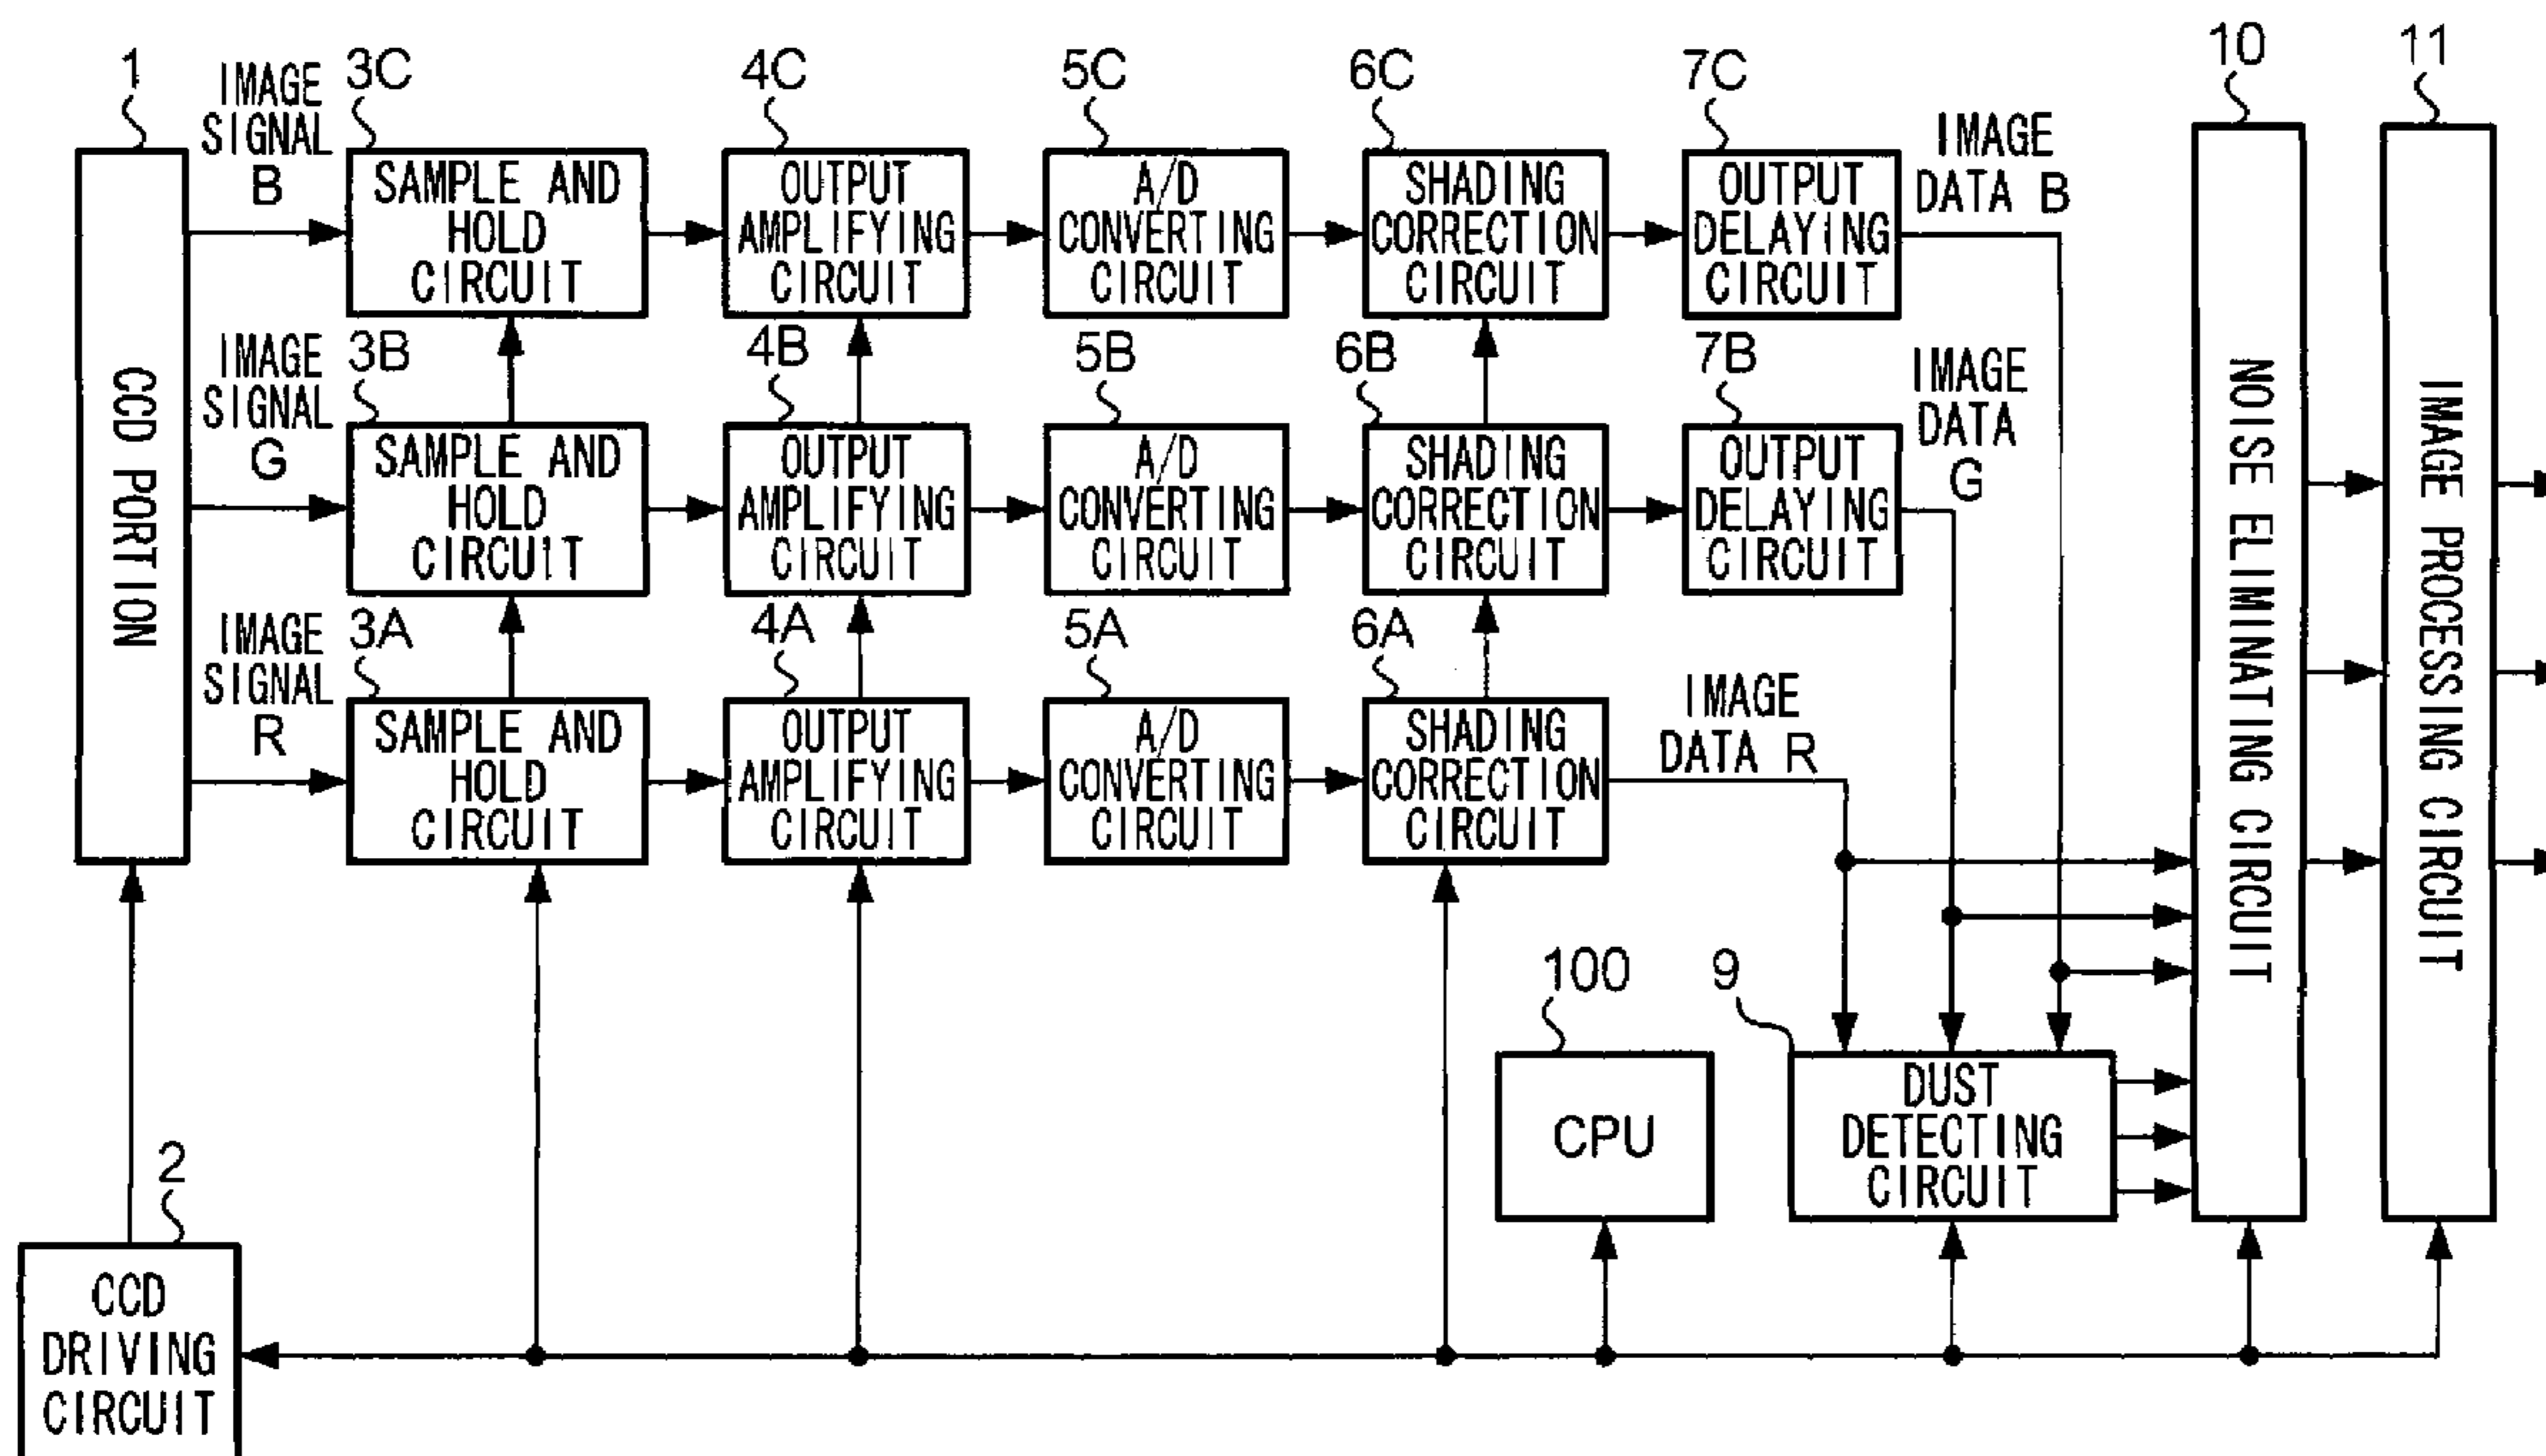 1
IMAGE
SIGNAL
B
3C
4C
5C
6C
7C
10
11
SAMPLE AND
HOLD
CIRCUIT
OUTPUT
AMPLIFYING
CIRCUIT
A/D
CONVERTING
CIRCUIT
SHADING
CORRECTION
CIRCUIT
OUTPUT
DELAYING
CIRCUIT
IMAGE
DATA B
CCD PORTION
IMAGE
SIGNAL
G
3B
4B
5B
6B
7B
SAMPLE AND
HOLD
CIRCUIT
OUTPUT
AMPLIFYING
CIRCUIT
A/D
CONVERTING
CIRCUIT
SHADING
CORRECTION
CIRCUIT
OUTPUT
DELAYING
CIRCUIT
IMAGE
DATA
G
NOISE ELIMINATING CIRCUIT
IMAGE PROCESSING CIRCUIT
IMAGE
SIGNAL
R
3A
4A
5A
6A
SAMPLE AND
HOLD
CIRCUIT
OUTPUT
AMPLIFYING
CIRCUIT
A/D
CONVERTING
CIRCUIT
SHADING
CORRECTION
CIRCUIT
IMAGE
DATA R
100
CPU
9
DUST
DETECTING
CIRCUIT
2
CCD
DRIVING
CIRCUIT